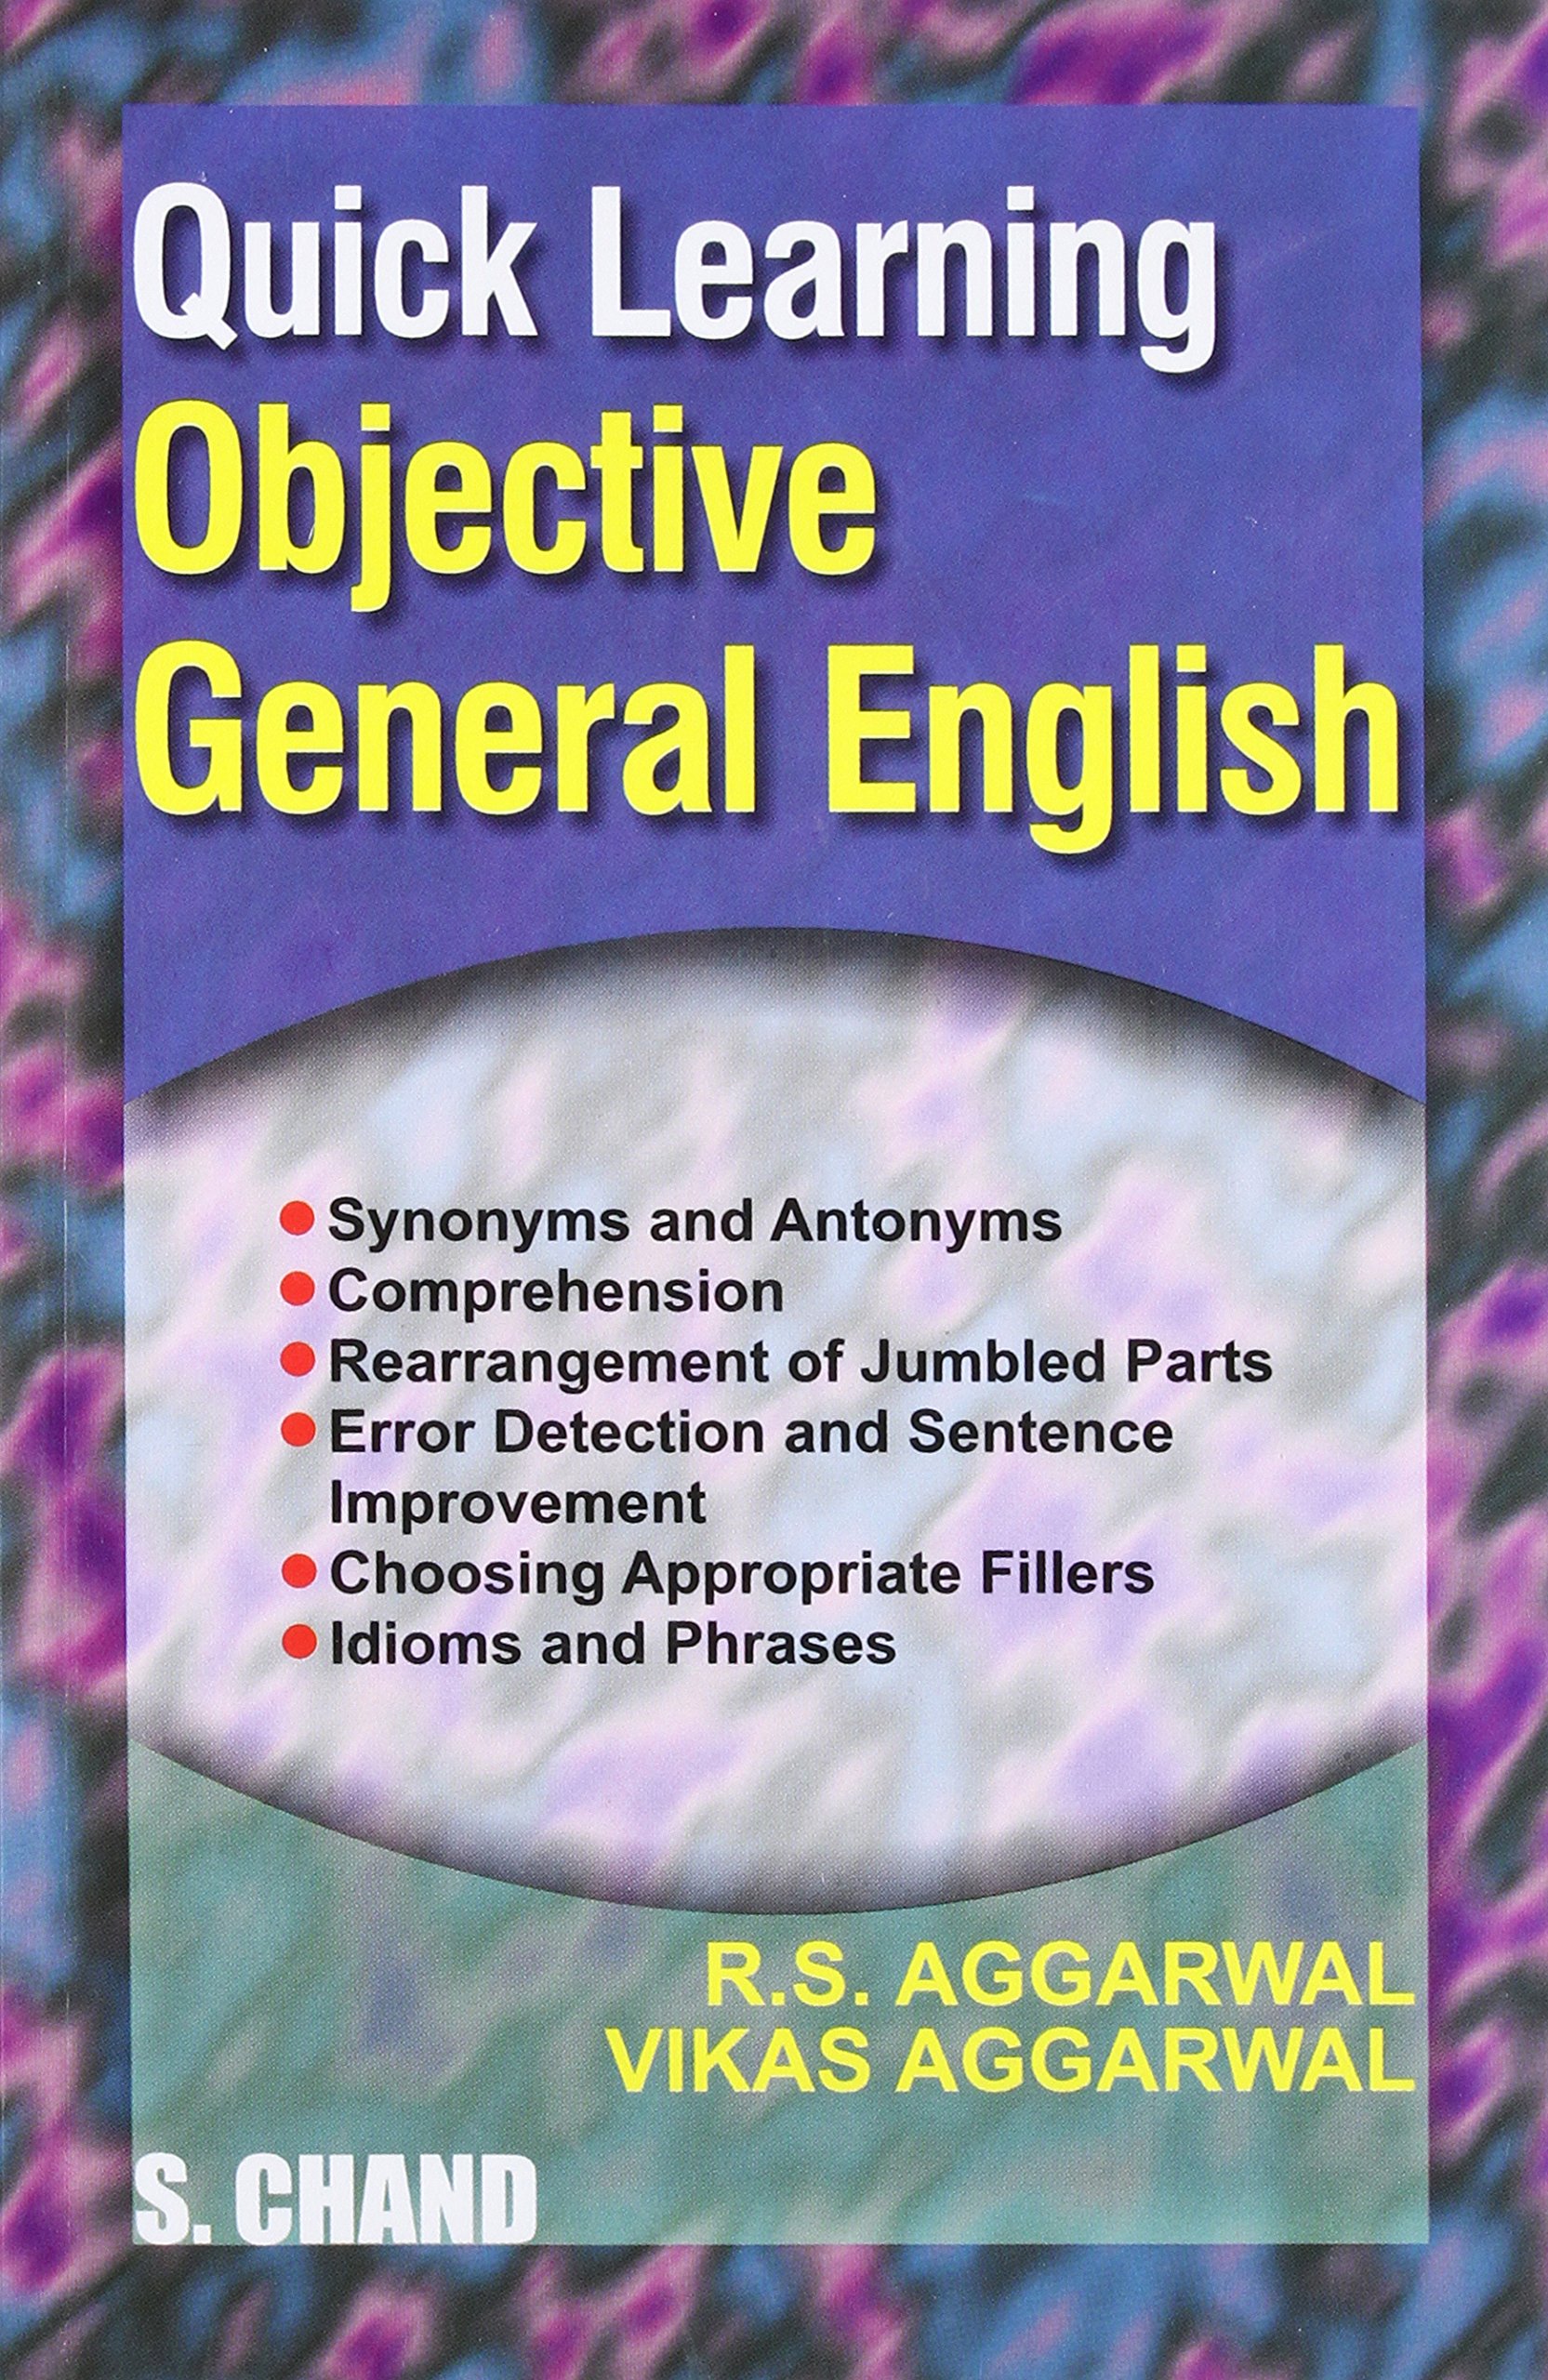 Quick Learning
Objective
General English
• Synonyms and Antonyms
• Comprehension
• Rearrangement of Jumbled Parts
• Error Detection and Sentence
Improvement
• Choosing Appropriate Fillers
• Idioms and Phrases
R.S. AGGARWAL
VIKAS AGGARWAL
S. CHAND